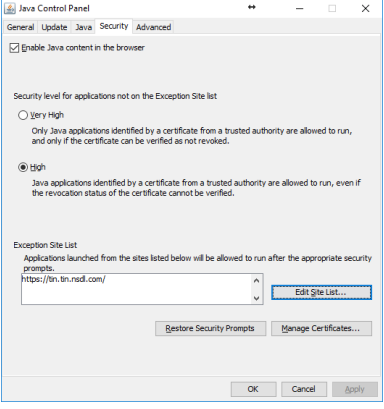 Java Control Panel
General Update Java Security Advanced
Enable Java content in the browser
Security level for applications not on the Exception Site list
Very High
Only Java applications identified by a certificate from a trusted authority are allowed to run,
and only if the certificate can be verified as not revoked.
High
Java applications identified by a certificate from a trusted authority are allowed to run, even if
the revocation status of the certificate cannot be verified.
Exception Site List
Applications launched from the sites listed below will be allowed to run after the appropriate security
prompts.
https://tin.tin.nsdl.com/
Edit Site List...
Restore Security Prompts Manage Certificates...
OK Cancel Apply